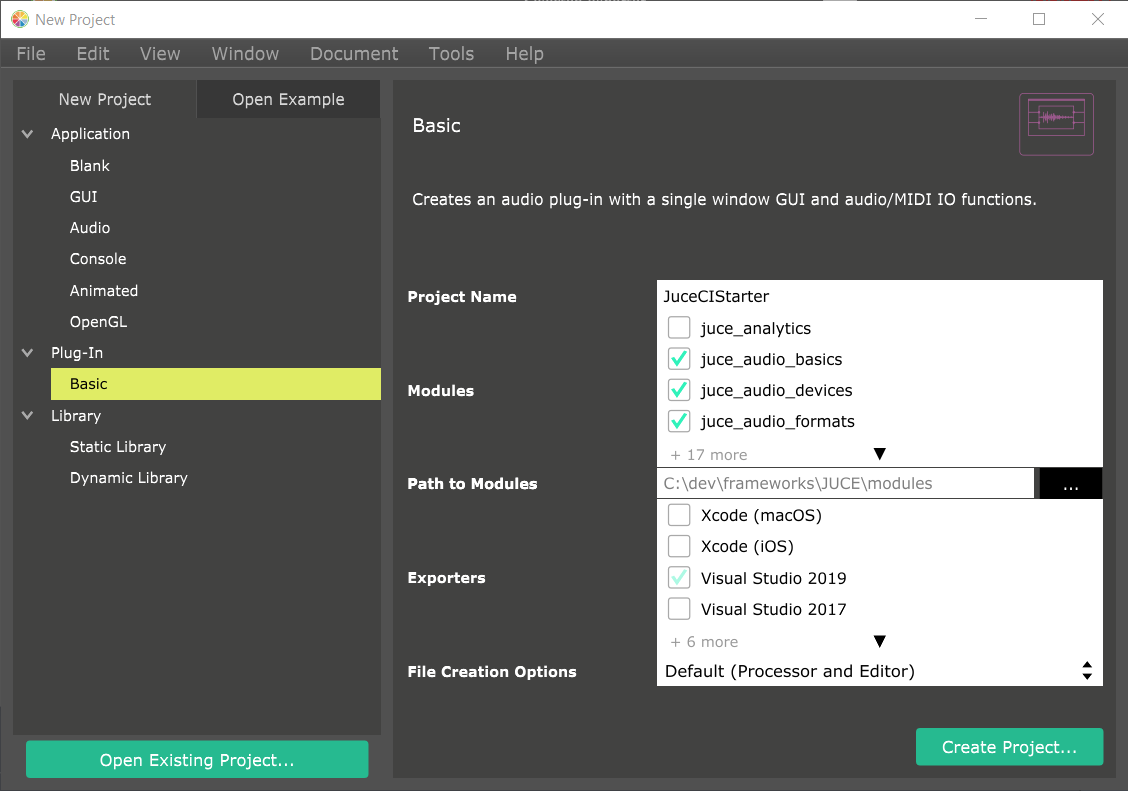 New Project
File Edit View Window Document Tools Help
New Project Open Example
Application
Blank
GUI
Audio
Console
Animated
OpenGL
Plug-In
Basic
Library
Static Library
Dynamic Library
Open Existing Project...
Basic
Creates an audio plug-in with a single window GUI and audio/MIDI IO functions.
Project Name JuceCIStarter
Modules
juce_analytics
juce_audio_basics
juce_audio_devices
juce_audio_formats
+ 17 more
Path to Modules C:\dev\frameworks\JUCE\modules ...
Exporters
Xcode (macOS)
Xcode (iOS)
Visual Studio 2019
Visual Studio 2017
+ 6 more
File Creation Options Default (Processor and Editor)
Create Project...